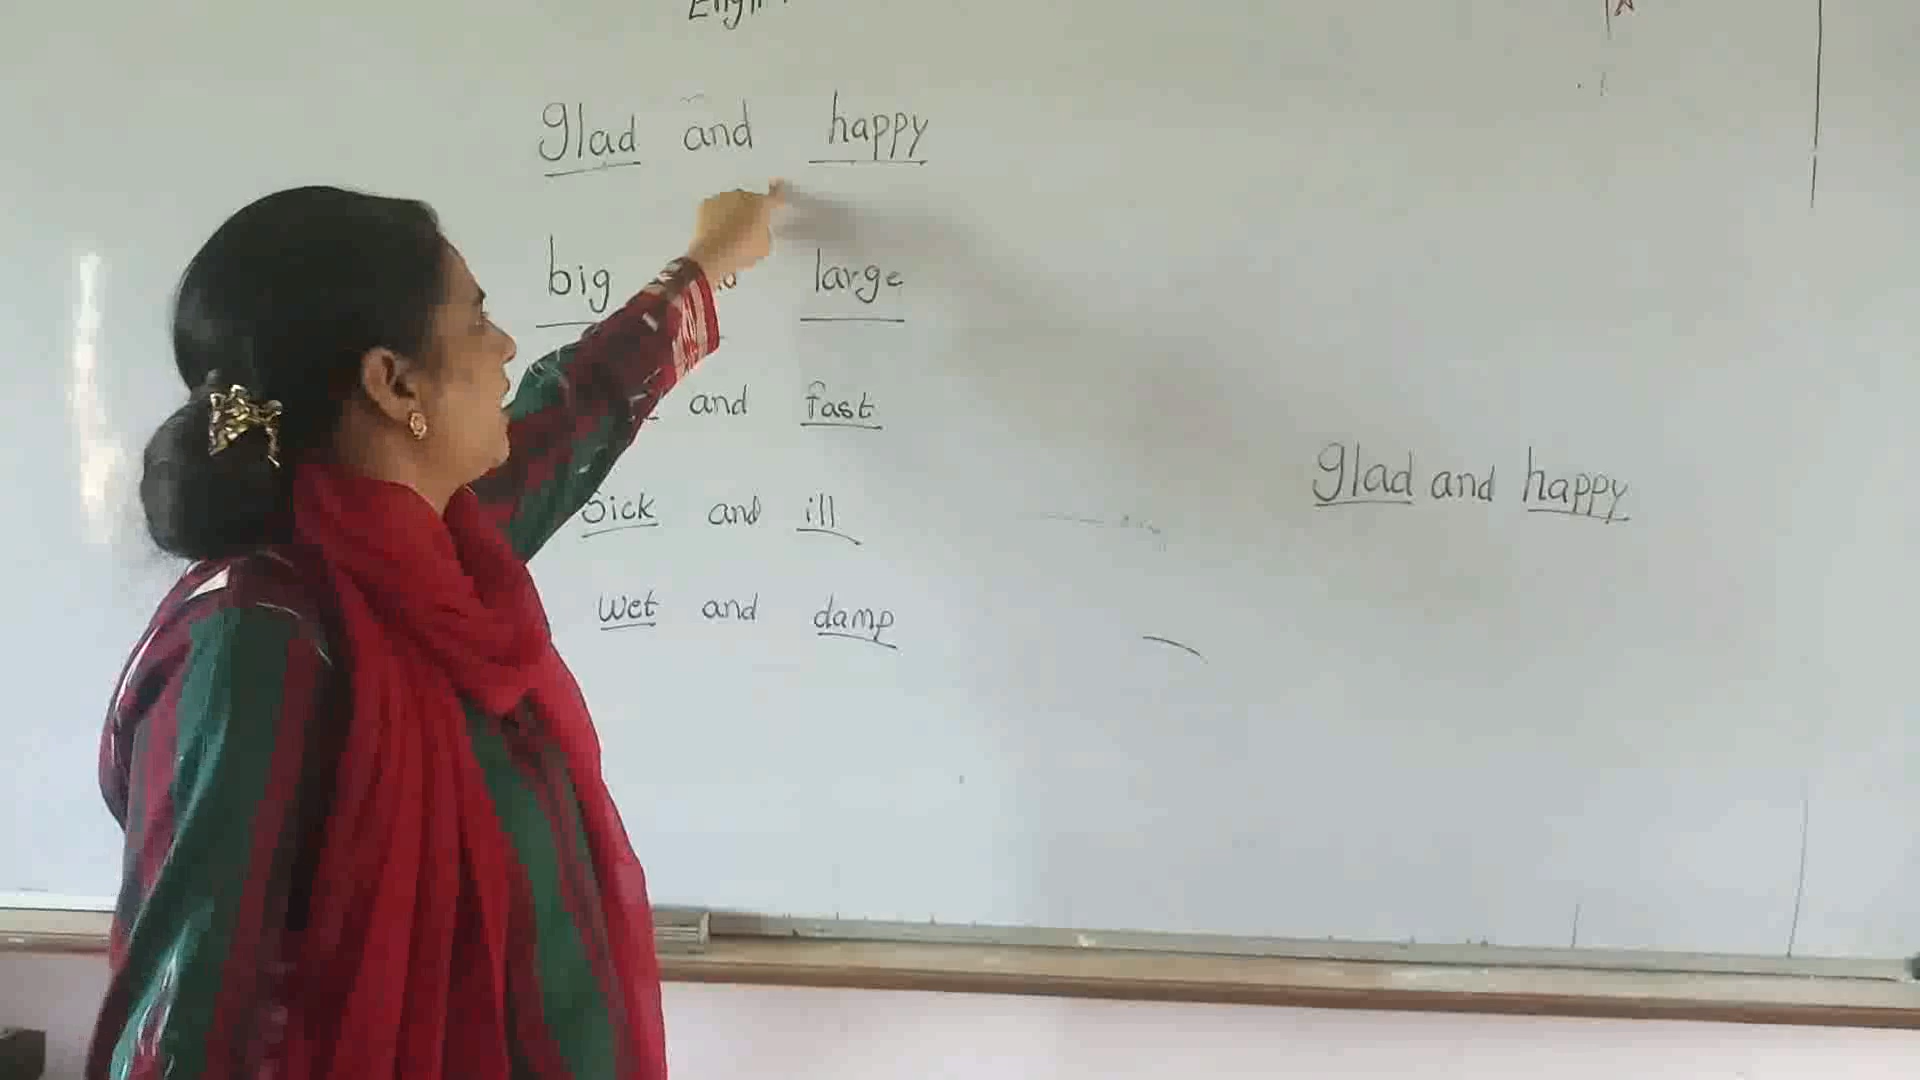 glad and happy
big large
and fast
Sick and ill
wet and damp
glad and happy